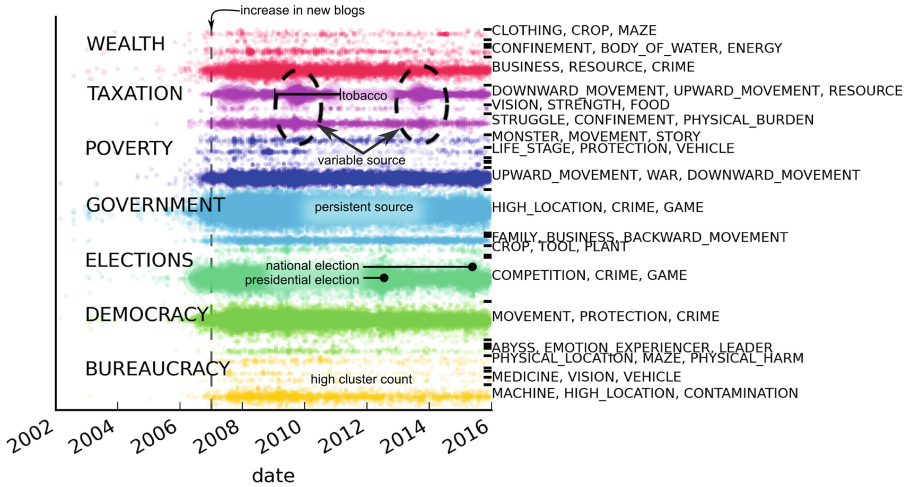 increase in new blogs
WEALTH
CLOTHING, CROP, MAZE
CONFINEMENT, BODY_OF_WATER, ENERGY
BUSINESS, RESOURCE, CRIME
TAXATION
DOWNWARD_MOVEMENT, UPWARD_MOVEMENT, RESOURCE
tobacco
VISION, STRENGTH, FOOD
STRUGGLE, CONFINEMENT, PHYSICAL_BURDEN
MONSTER, MOVEMENT, STORY
POVERTY
LIFE_STAGE, PROTECTION, VEHICLE
variable source
UPWARD_MOVEMENT, WAR, DOWNWARD_MOVEMENT
GOVERNMENT
persistent source
HIGH_LOCATION, CRIME, GAME
FAMILY, BUSINESS, BACKWARD_MOVEMENT
CROP, TOOL, PLANT
ELECTIONS
national election
presidential election
COMPETITION, CRIME, GAME
DEMOCRACY
MOVEMENT, PROTECTION, CRIME
ABYSS, EMOTION_EXPERIENCER, LEADER
PHYSICAL_LOCATION, MAZE, PHYSICAL_HARM
BUREAUCRACY
high cluster count
MEDICINE, VISION, VEHICLE
MACHINE, HIGH_LOCATION, CONTAMINATION
2002 2004 2006 2008 2010 2012 2014 2016
date